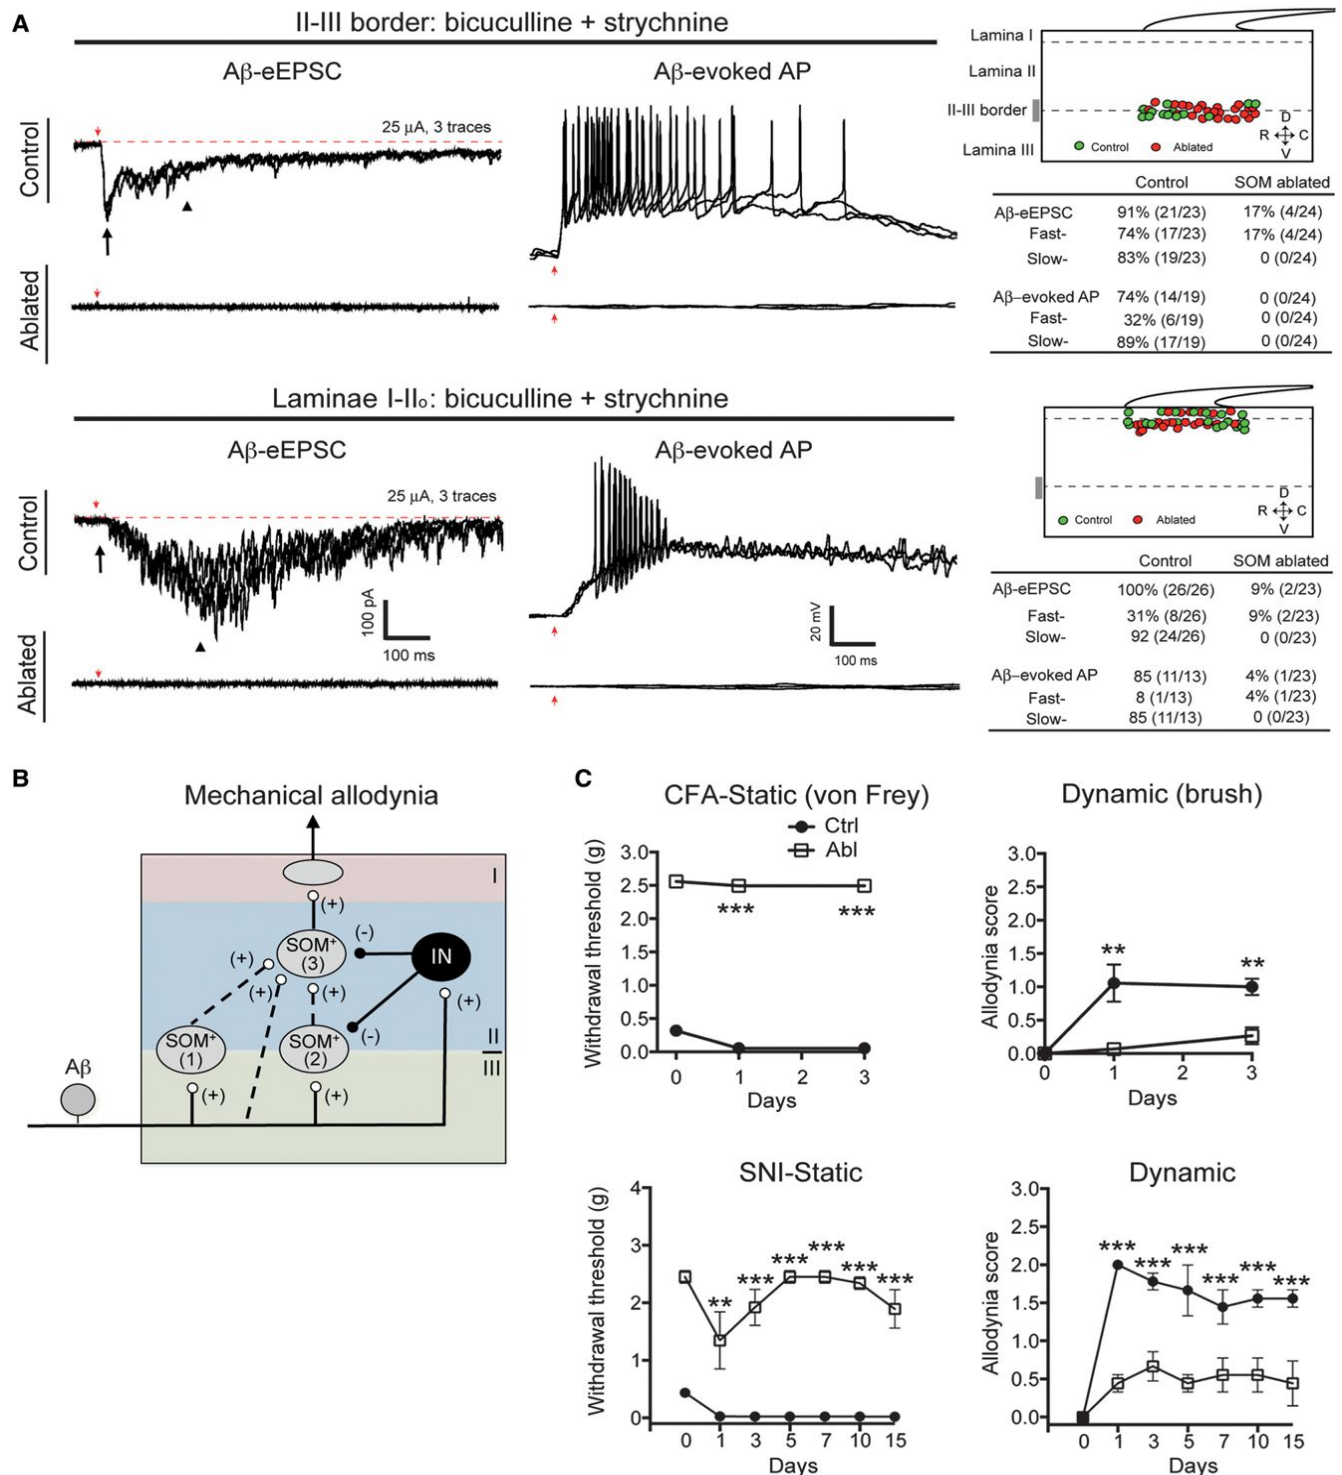 A
II-III border: bicuculline + strychnine
Aβ-eEPSC
Aβ-evoked AP
Control
25 μA, 3 traces
Ablated
Lamina I
Lamina II
II-III border
Lamina III
Control
Ablated
D
R
C
V
Control SOM ablated
Aβ-eEPSC 91% (21/23) 17% (4/24)
Fast- 74% (17/23) 17% (4/24)
Slow- 83% (19/23) 0 (0/24)
Aβ–evoked AP 74% (14/19) 0 (0/24)
Fast- 32% (6/19) 0 (0/24)
Slow- 89% (17/19) 0 (0/24)
Laminae I-IIₒ: bicuculline + strychnine
Aβ-eEPSC
Aβ-evoked AP
Control
25 μA, 3 traces
100 pA
100 ms
20 mV
100 ms
Ablated
D
R
C
V
Control
Ablated
Control SOM ablated
Aβ-eEPSC 100% (26/26) 9% (2/23)
Fast- 31% (8/26) 9% (2/23)
Slow- 92 (24/26) 0 (0/23)
Aβ–evoked AP 85 (11/13) 4% (1/23)
Fast- 8 (1/13) 4% (1/23)
Slow- 85 (11/13) 0 (0/23)
B
Mechanical allodynia
I
(+)
SOM⁺
(3)
(-)
IN
(+)
(+)
(+)
(+)
(-)
SOM⁺
(1)
SOM⁺
(2)
II
III
Aβ
(+)
(+)
C
CFA-Static (von Frey)
Ctrl
Abl
Withdrawal threshold (g)
3.0
2.5
2.0
1.5
1.0
0.5
0.0
***
***
0 1 2 3
Days
Dynamic (brush)
Allodynia score
3.0
2.5
2.0
1.5
1.0
0.5
0.0
**
**
0 1 2 3
Days
SNI-Static
Withdrawal threshold (g)
4
3
2
1
0
**
***
***
***
***
***
0 1 3 5 7 10 15
Days
Dynamic
Allodynia score
3.0
2.5
2.0
1.5
1.0
0.5
0.0
***
***
***
***
***
***
0 1 3 5 7 10 15
Days